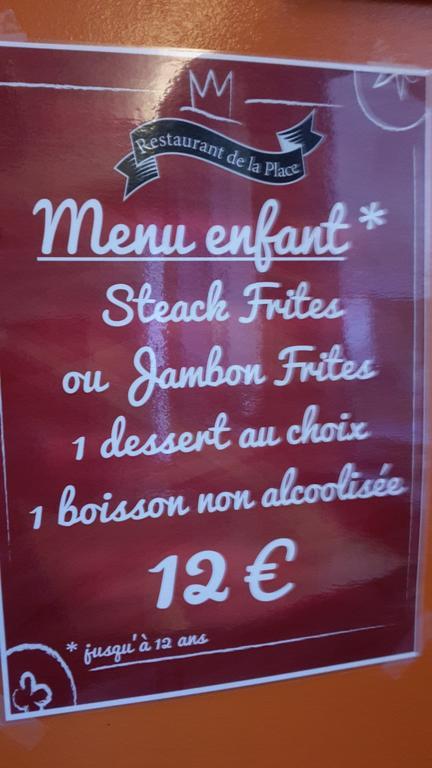 Restaurant de la Place
Menu enfant *
Steack Frites
ou Jambon Frites
1 dessert au choix
1 boisson non alcoolisée
12 €
* jusqu'à 12 ans